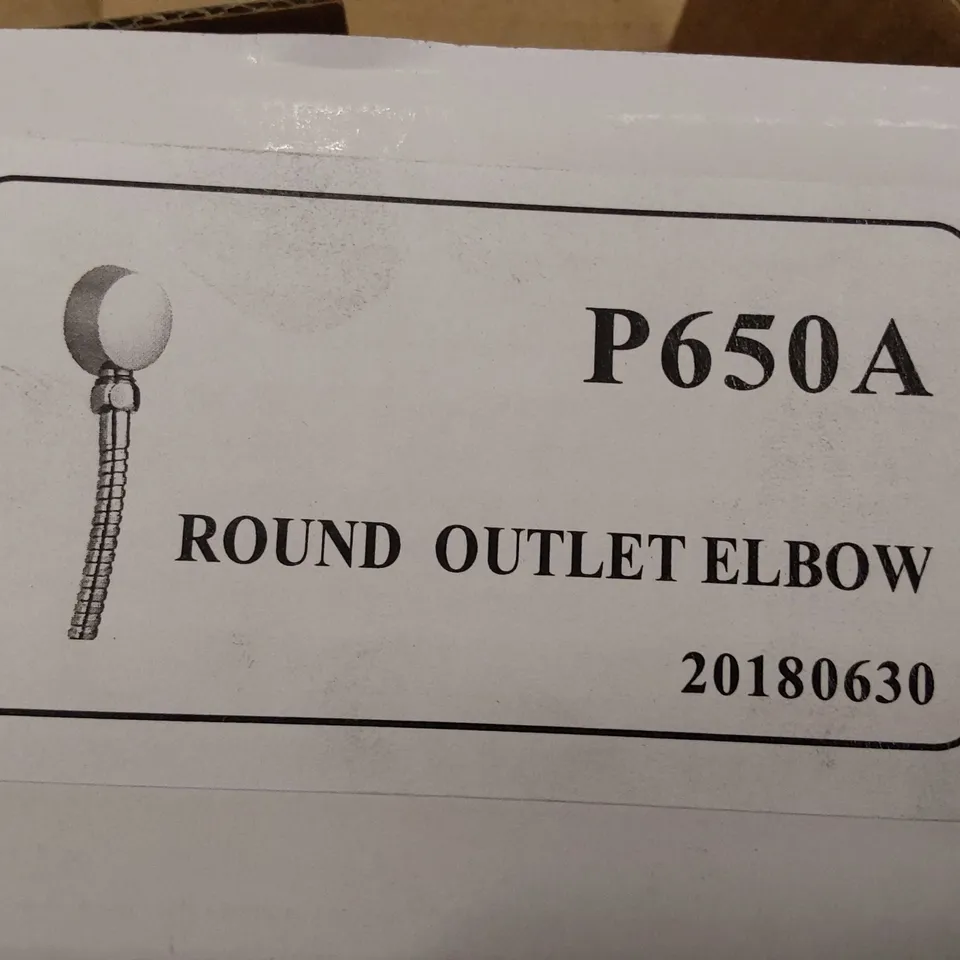 P650A
ROUND OUTLET ELBOW
20180630